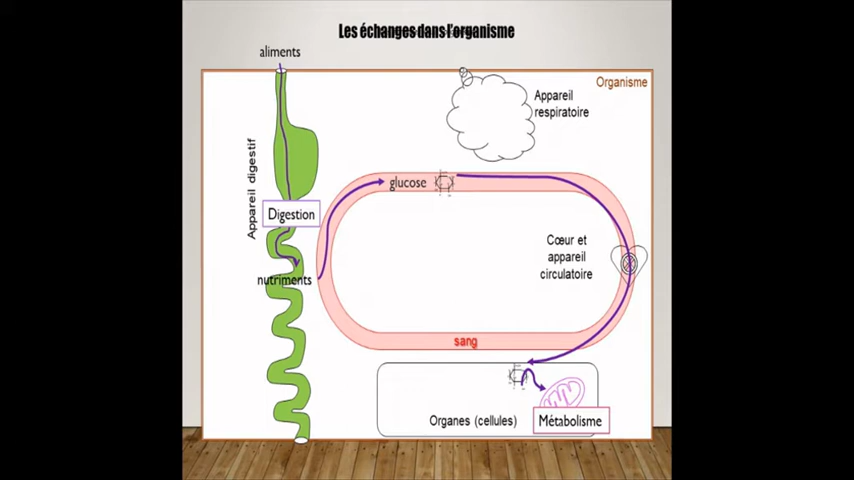 Les échanges dans l'organisme
aliments
Organisme
Appareil
respiratoire
Appareil digestif
glucose
Digestion
Cœur et
appareil
circulatoire
nutriments
sang
Organes (cellules)
Métabolisme